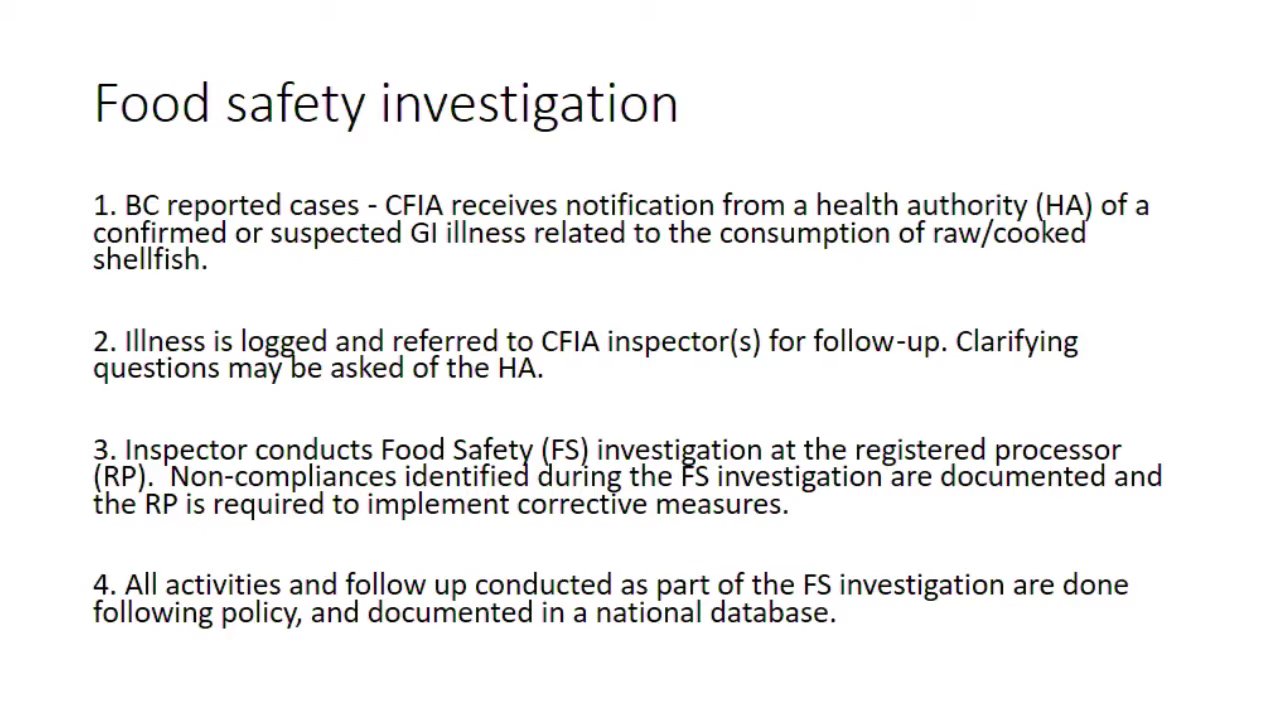 Food safety investigation
1. BC reported cases - CFIA receives notification from a health authority (HA) of a
confirmed or suspected GI illness related to the consumption of raw/cooked
shellfish.
2. Illness is logged and referred to CFIA inspector(s) for follow-up. Clarifying
questions may be asked of the HA.
3. Inspector conducts Food Safety (FS) investigation at the registered processor
(RP).  Non-compliances identified during the FS investigation are documented and
the RP is required to implement corrective measures.
4. All activities and follow up conducted as part of the FS investigation are done
following policy, and documented in a national database.